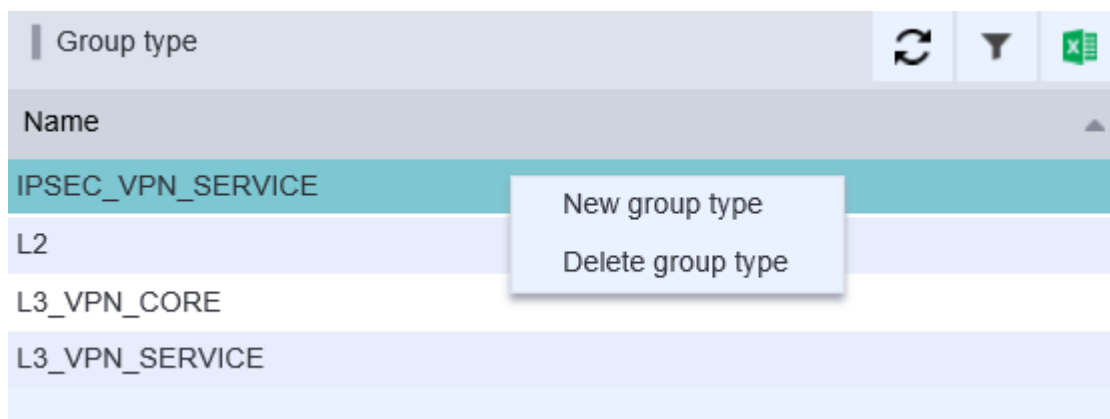 Group type
Name
IPSEC_VPN_SERVICE
New group type
L2
Delete group type
L3_VPN_CORE
L3_VPN_SERVICE